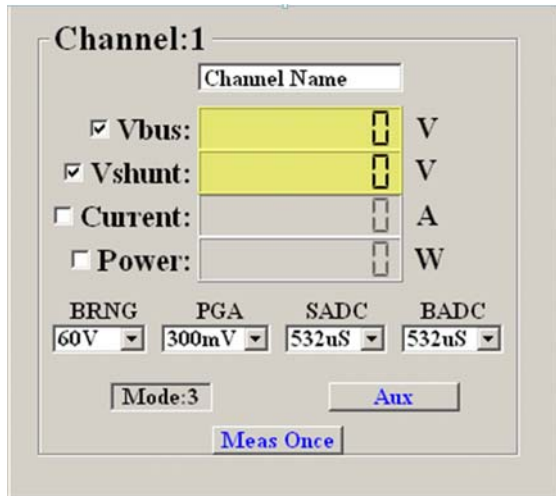 Channel:1
Channel Name
Vbus: 0 V
Vshunt: 0 V
Current: 0 A
Power: 0 W
BRNG PGA SADC BADC
60V 300mV 532uS 532uS
Mode:3 Aux
Meas Once